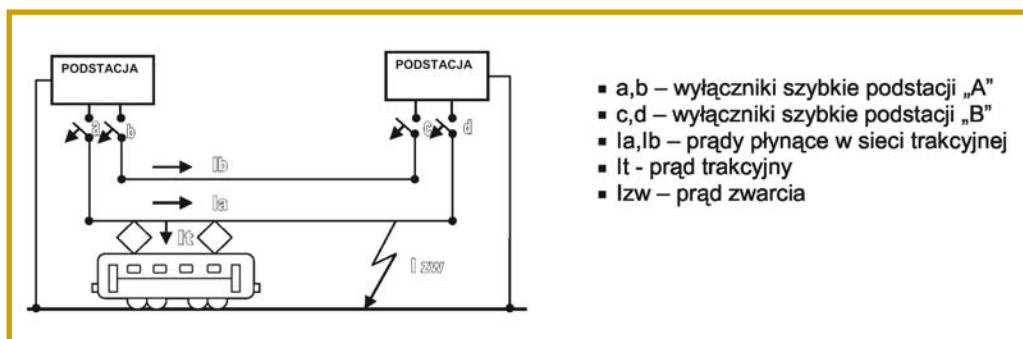 PODSTACJA
PODSTACJA
a
b
c
d
Ib
Ia
It
I zw
▪ a,b – wyłączniki szybkie podstacji „A”
▪ c,d – wyłączniki szybkie podstacji „B”
▪ Ia,Ib – prądy płynące w sieci trakcyjnej
▪ It - prąd trakcyjny
▪ Izw – prąd zwarcia